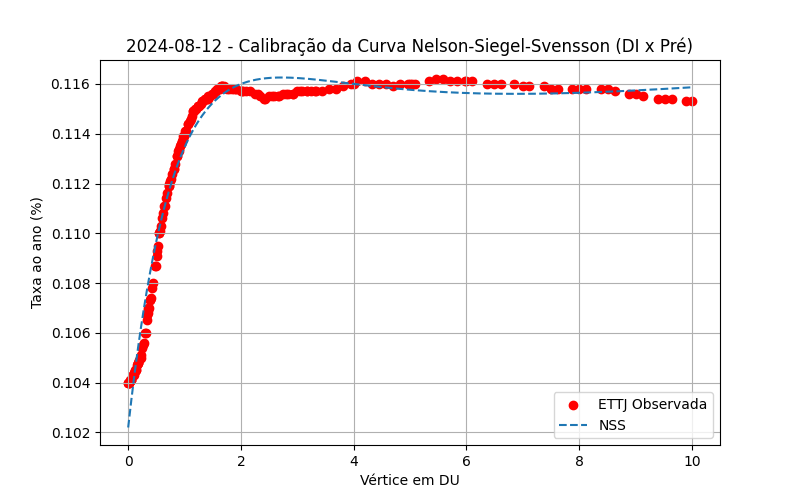 2024-08-12 - Calibração da Curva Nelson-Siegel-Svensson (DI x Pré)
Taxa ao ano (%)
0.116
0.114
0.112
0.110
0.108
0.106
0.104
0.102
ETTJ Observada
NSS
0 2 4 6 8 10
Vértice em DU